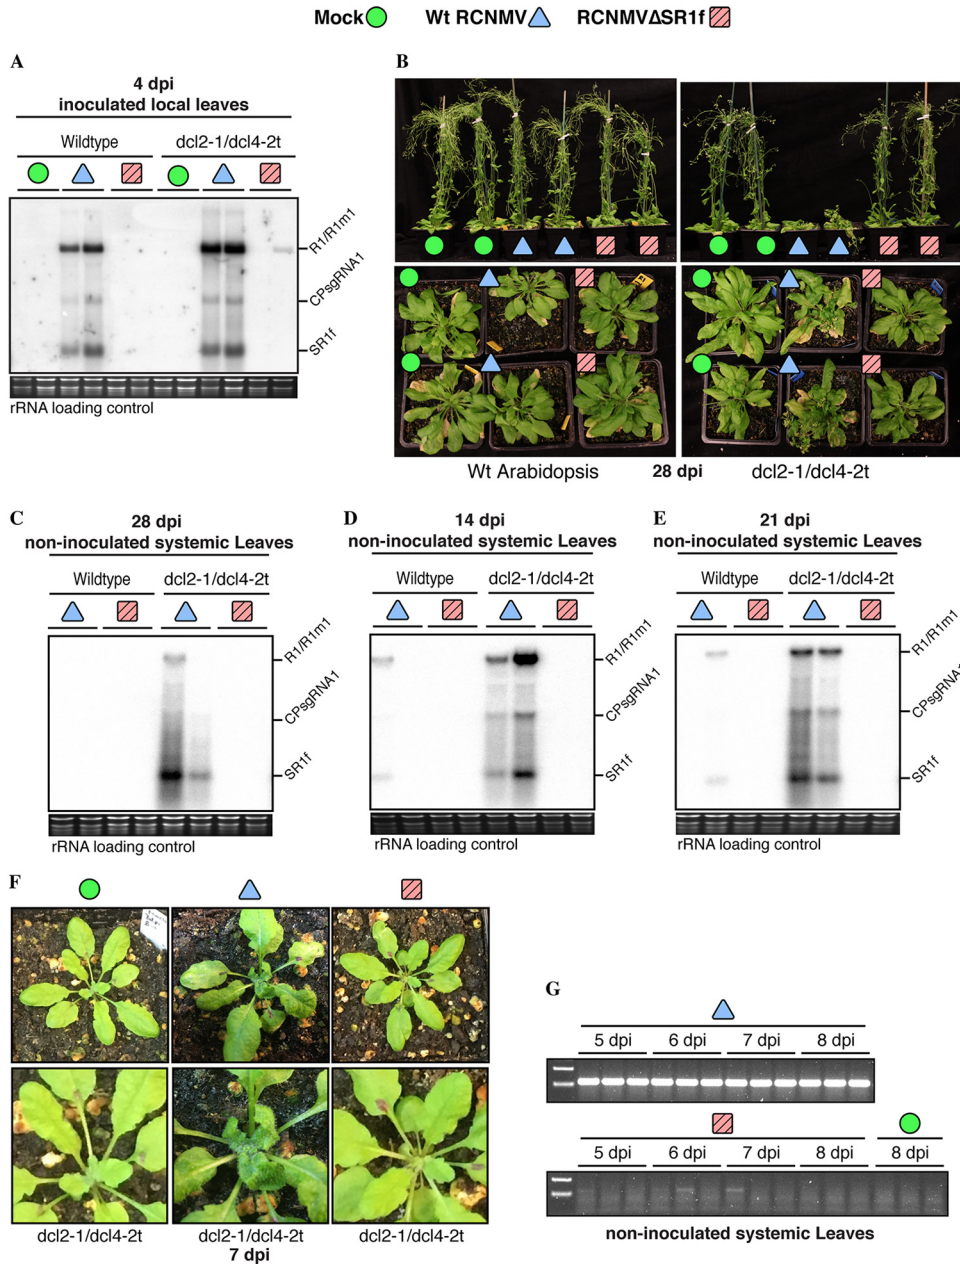 Mock Wt RCNMV RCNMVΔSR1f
A
4 dpi
inoculated local leaves
Wildtype dcl2-1/dcl4-2t
R1/R1m1
CPsgRNA1
SR1f
rRNA loading control
B
Wt Arabidopsis 28 dpi dcl2-1/dcl4-2t
C
28 dpi
non-inoculated systemic Leaves
Wildtype dcl2-1/dcl4-2t
R1/R1m1
CPsgRNA1
SR1f
rRNA loading control
D
14 dpi
non-inoculated systemic Leaves
Wildtype dcl2-1/dcl4-2t
R1/R1m1
CPsgRNA1
SR1f
rRNA loading control
E
21 dpi
non-inoculated systemic Leaves
Wildtype dcl2-1/dcl4-2t
R1/R1m1
CPsgRNA1
SR1f
rRNA loading control
F
dcl2-1/dcl4-2t dcl2-1/dcl4-2t dcl2-1/dcl4-2t
7 dpi
G
5 dpi 6 dpi 7 dpi 8 dpi
5 dpi 6 dpi 7 dpi 8 dpi 8 dpi
non-inoculated systemic Leaves